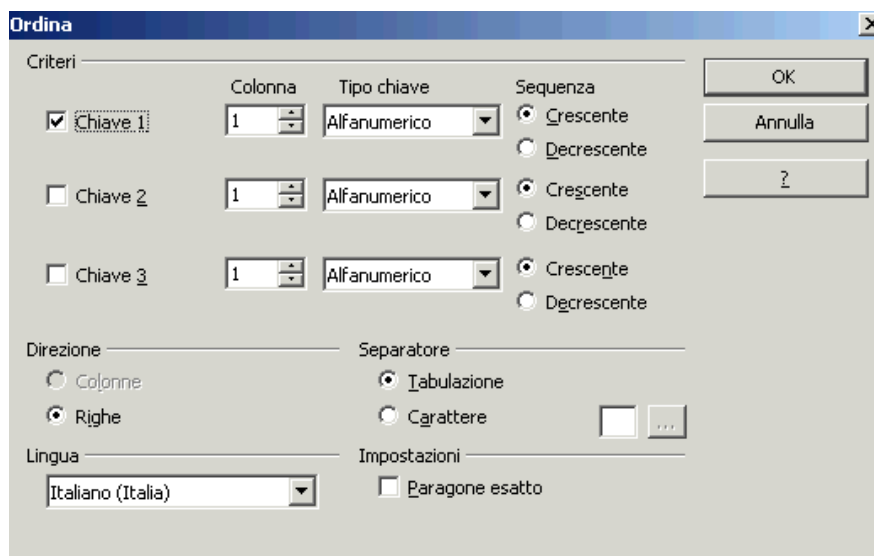 Ordina
Criteri
Colonna Tipo chiave Sequenza
Chiave 1 1 Alfanumerico Crescente
Decrescente
Chiave 2 1 Alfanumerico Crescente
Decrescente
Chiave 3 1 Alfanumerico Crescente
Decrescente
OK
Annulla
?
Direzione
Colonne
Righe
Separatore
Tabulazione
Carattere ...
Lingua
Italiano (Italia)
Impostazioni
Paragone esatto